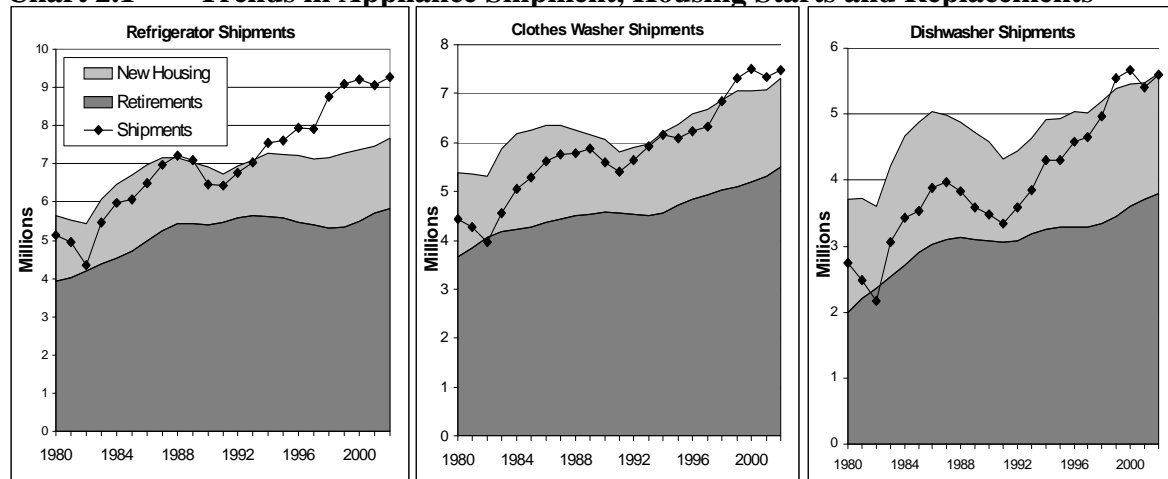 Chart 2.1 Trends in Appliance Shipment, Housing Starts and Replacements
Refrigerator Shipments
New Housing
Retirements
Shipments
Millions
10
9
8
7
6
5
4
3
2
1
0
1980 1984 1988 1992 1996 2000
Clothes Washer Shipments
Millions
8
7
6
5
4
3
2
1
0
1980 1984 1988 1992 1996 2000
Dishwasher Shipments
Millions
6
5
4
3
2
1
0
1980 1984 1988 1992 1996 2000